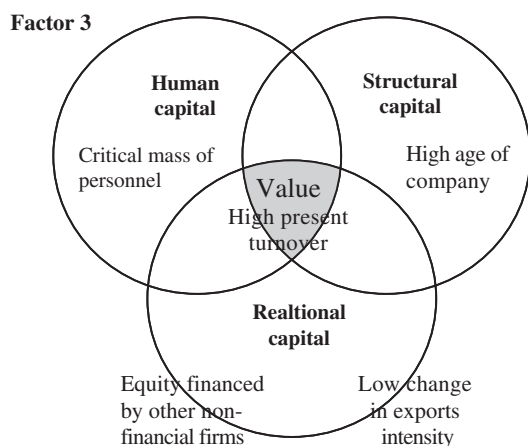 Factor 3
Human
capital
Critical mass of
personnel
Structural
capital
High age of
company
Value
High present
turnover
Realtional
capital
Equity financed
by other non-
financial firms
Low change
in exports
intensity